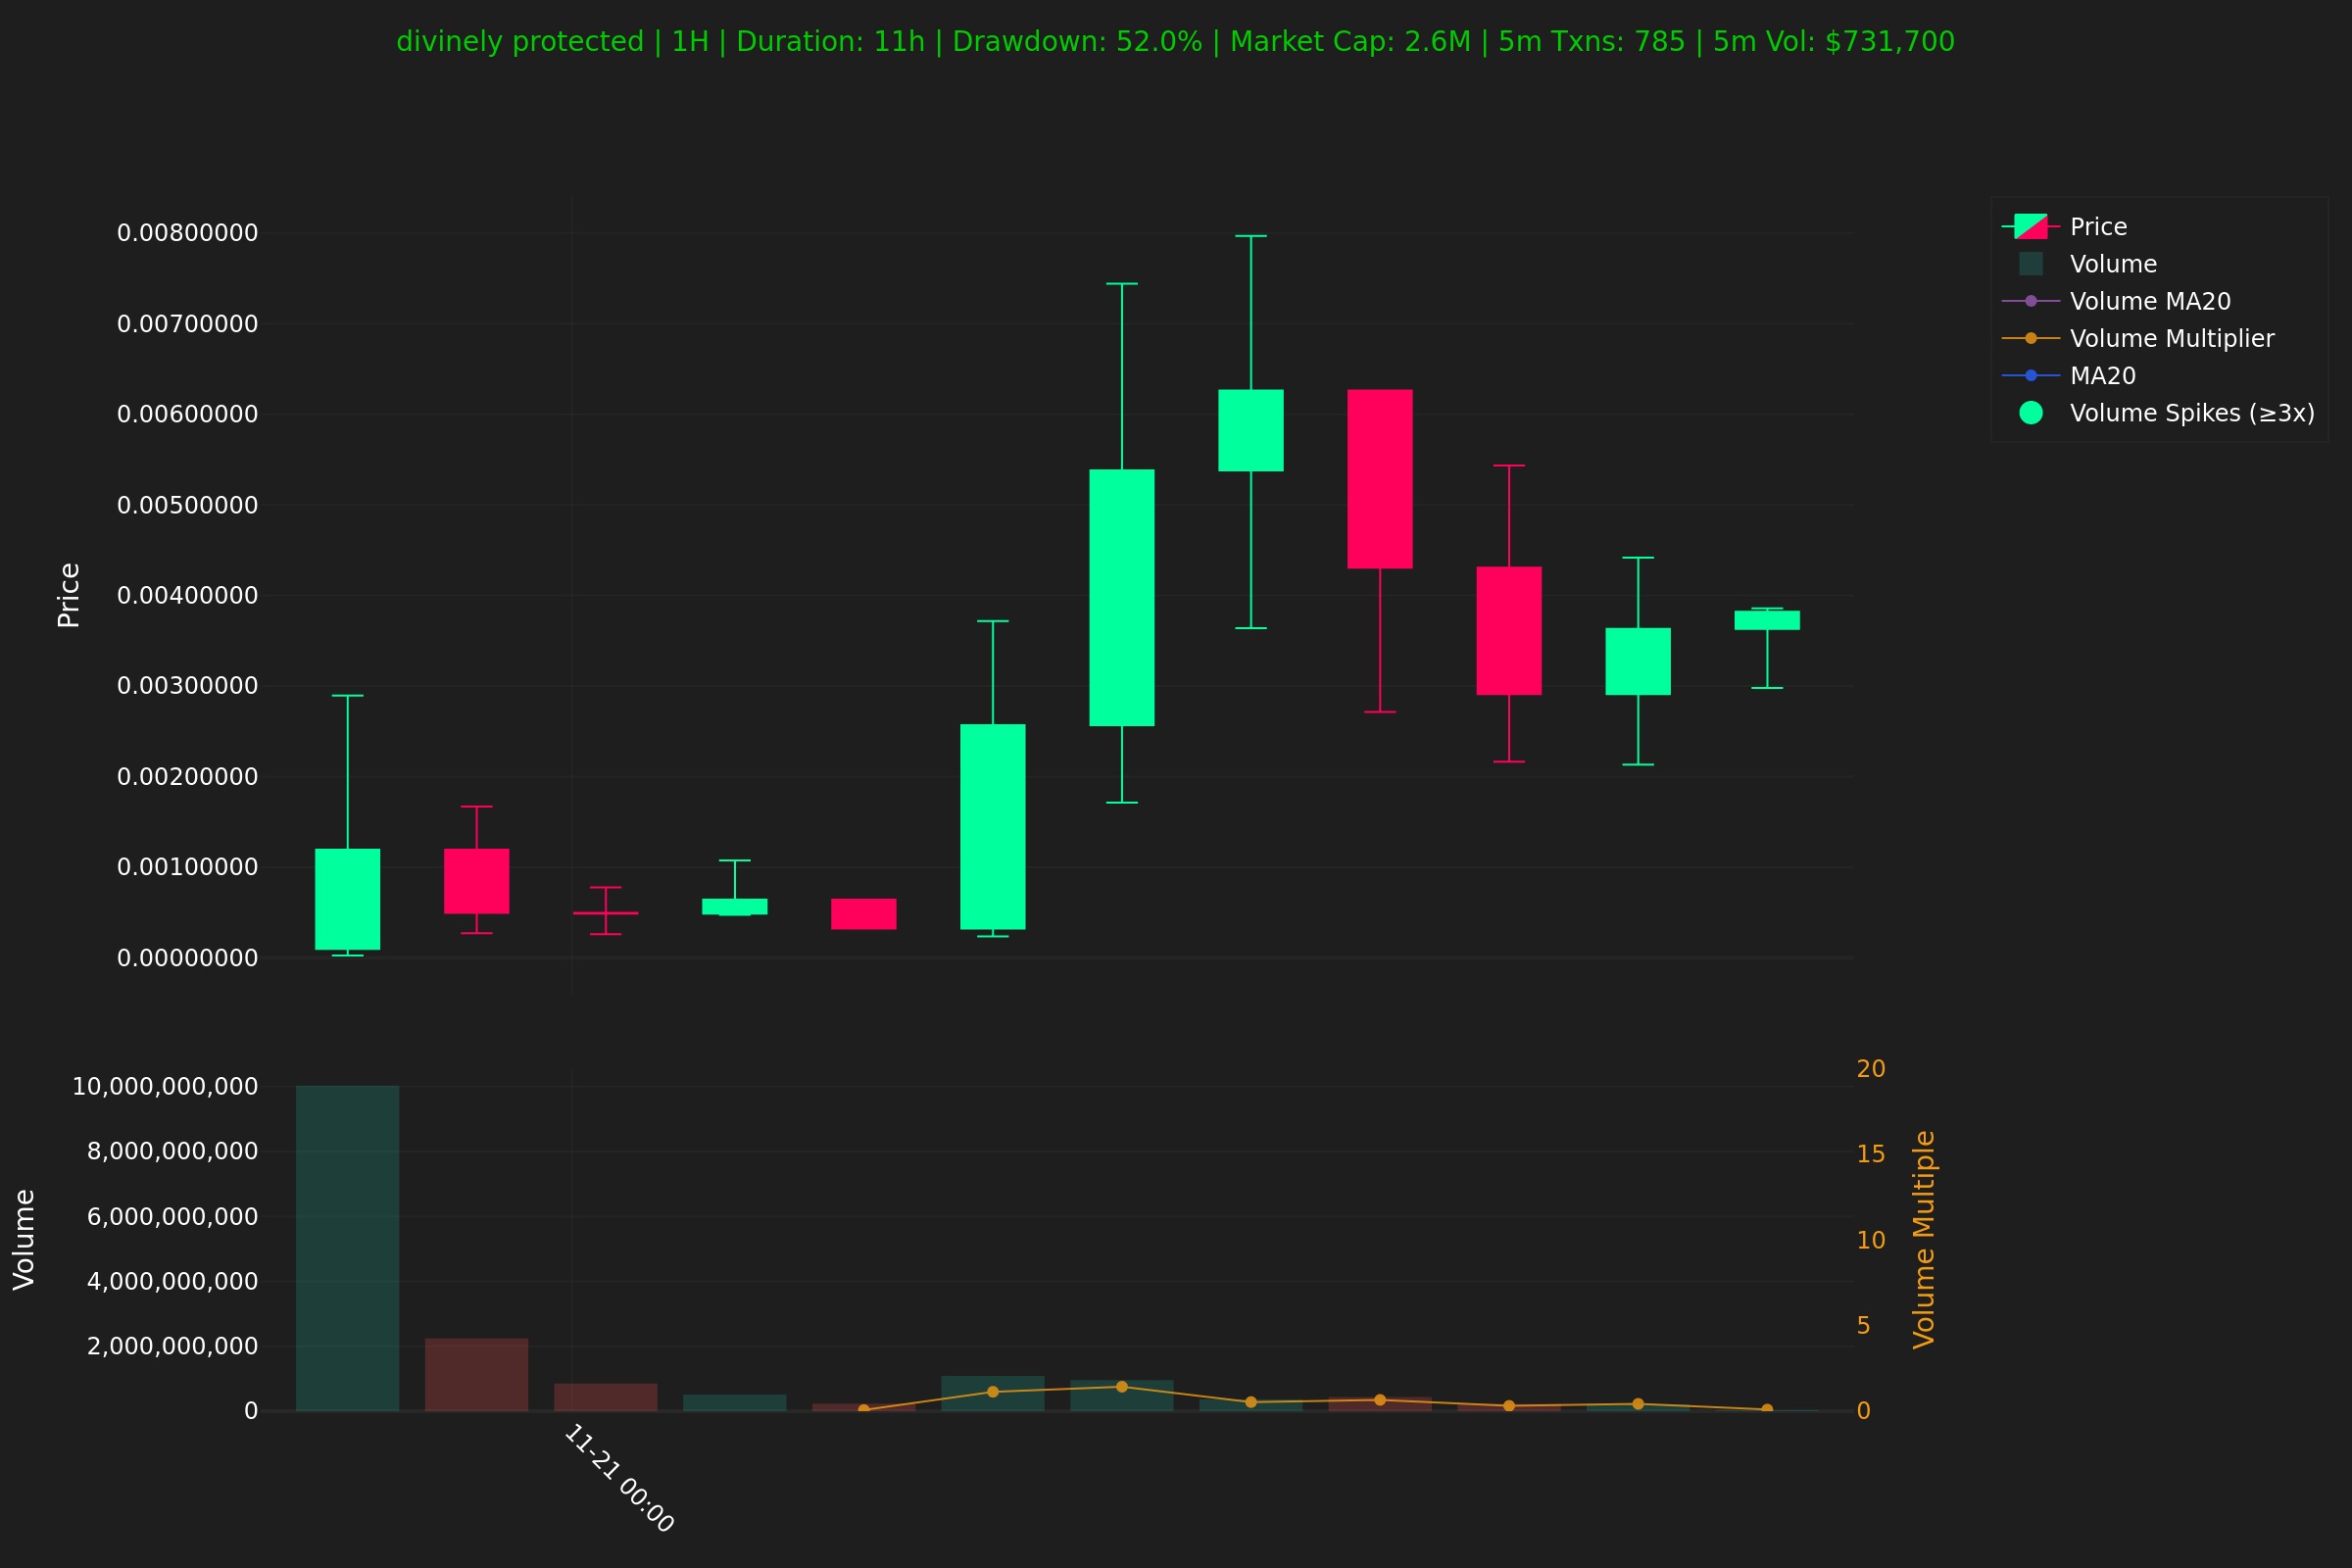 divinely protected | 1H | Duration: 11h | Drawdown: 52.0% | Market Cap: 2.6M | 5m Txns: 785 | 5m Vol: $731,700
Price
0.00800000
0.00700000
0.00600000
0.00500000
0.00400000
0.00300000
0.00200000
0.00100000
0.00000000
Price
Volume
Volume MA20
Volume Multiplier
MA20
Volume Spikes (≥3x)
Volume
10,000,000,000
8,000,000,000
6,000,000,000
4,000,000,000
2,000,000,000
0
20
15
10
5
0
Volume Multiple
11-21 00:00